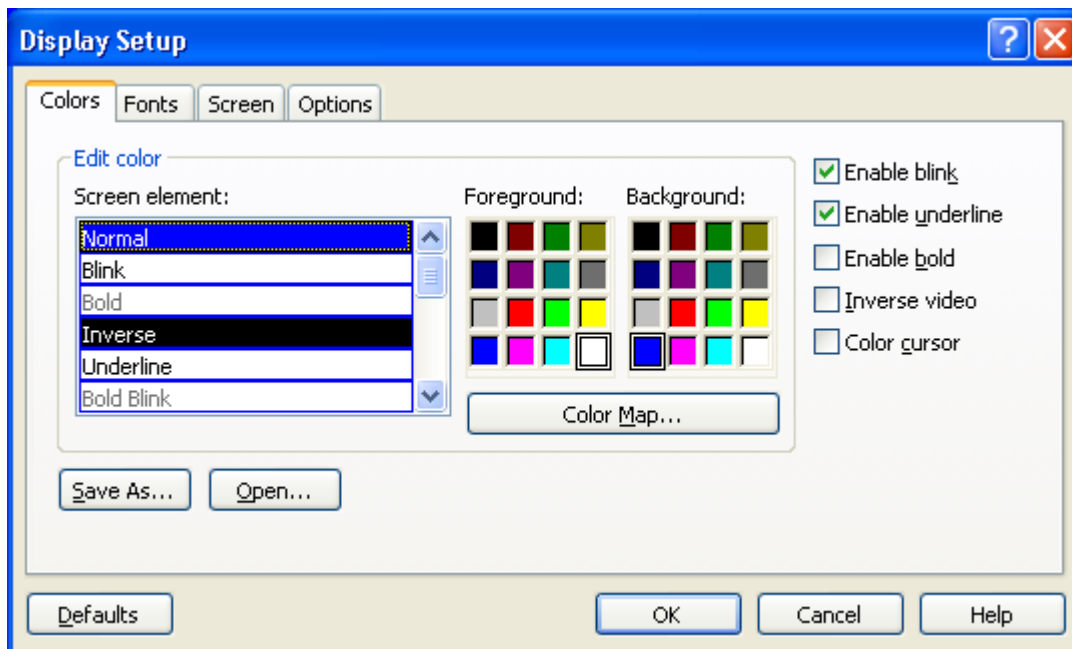 Display Setup
Colors Fonts Screen Options
Edit color
Screen element: Foreground: Background:
Normal
Blink
Bold
Inverse
Underline
Bold Blink
Color Map...
Enable blink
Enable underline
Enable bold
Inverse video
Color cursor
Save As... Open...
Defaults OK Cancel Help